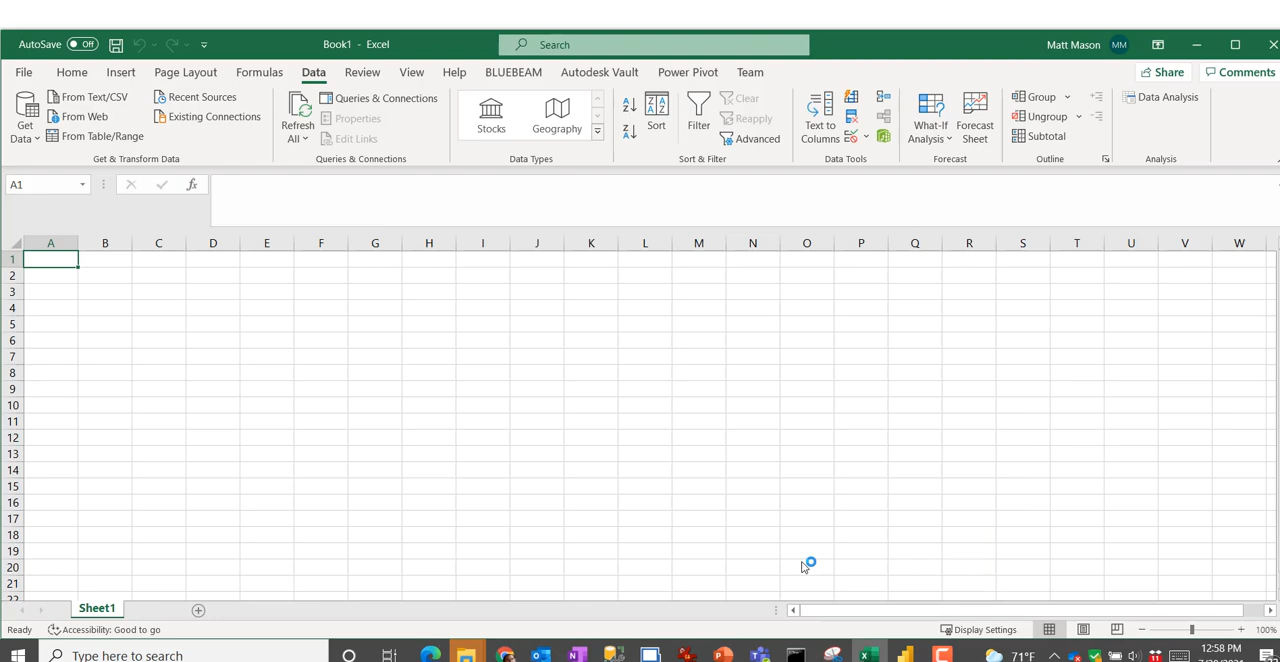 AutoSave Off Book1 - Excel Search Matt Mason MM
File Home Insert Page Layout Formulas Data Review View Help BLUEBEAM Autodesk Vault Power Pivot Team Share Comments
Get Data From Text/CSV Recent Sources Refresh All Queries & Connections Stocks Geography Sort Filter Clear Text to Columns What-If Analysis Forecast Sheet Group Data Analysis
From Web Existing Connections Properties Reapply Ungroup
From Table/Range Edit Links Advanced Subtotal
Get & Transform Data Queries & Connections Data Types Sort & Filter Data Tools Forecast Outline Analysis
A1 fx
A B C D E F G H I J K L M N O P Q R S T U V W
1
2
3
4
5
6
7
8
9
10
11
12
13
14
15
16
17
18
19
20
21
22
Sheet1
Ready Accessibility: Good to go Display Settings 100%
Type here to search 71°F 12:58 PM